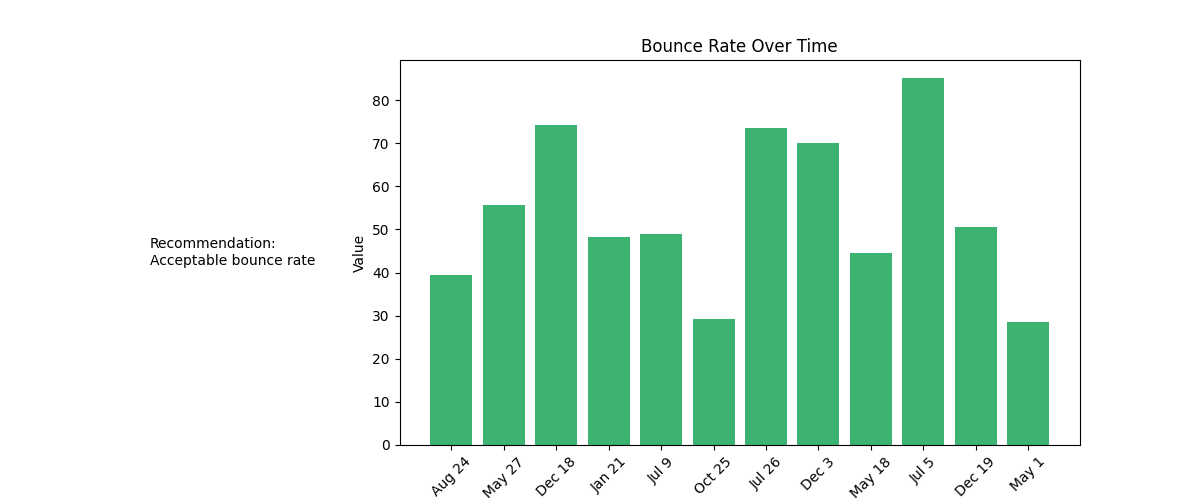 Bounce Rate Over Time
Recommendation:
Acceptable bounce rate
Value
80
70
60
50
40
30
20
10
0
Aug 24
May 27
Dec 18
Jan 21
Jul 9
Oct 25
Jul 26
Dec 3
May 18
Jul 5
Dec 19
May 1